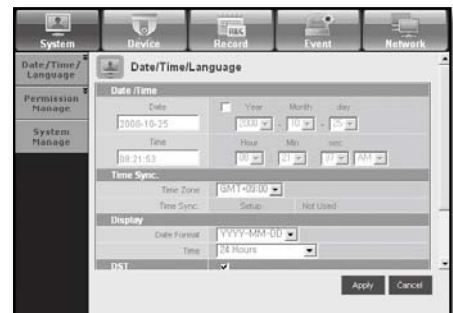 System Device Record Event Network
Date/Time/
Language
Permission
Manage
System
Manage
Date/Time/Language
Date /Time
Date Year Month day
2000-10-25 2000 - 10 - 25
Time Hour Min sec
08:21:53 08 21 37 AM
Time Sync.
Time Zone GMT+09:00
Time Sync. Setup Not Used
Display
Date Format YYYY-MM-DD
Time 24 Hours
DST
Apply Cancel